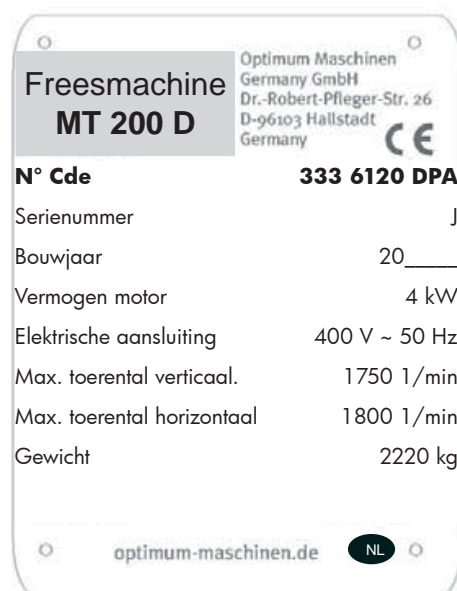 Freesmachine
MT 200 D
Optimum Maschinen
Germany GmbH
Dr.-Robert-Pfleger-Str. 26
D-96103 Hallstadt
Germany
CE
N° Cde 333 6120 DPA
Serienummer J
Bouwjaar 20_____
Vermogen motor 4 kW
Elektrische aansluiting 400 V ~ 50 Hz
Max. toerental verticaal. 1750 1/min
Max. toerental horizontaal 1800 1/min
Gewicht 2220 kg
optimum-maschinen.de NL